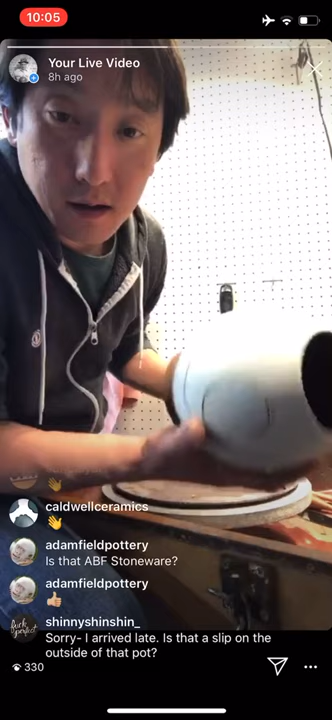 10:05
Your Live Video
8h ago
caldwellceramics
👋
adamfieldpottery
Is that ABF Stoneware?
adamfieldpottery
👍🏼
shinnyshinshin_
Sorry- I arrived late. Is that a slip on the
outside of that pot?
330